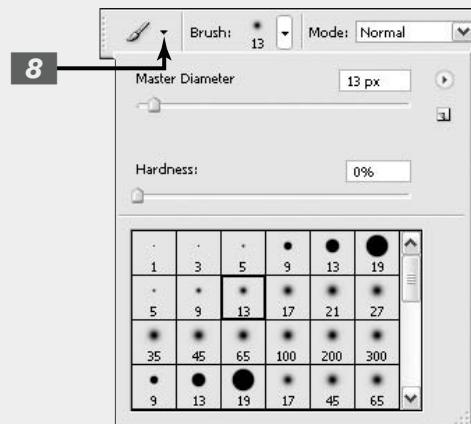 Brush:
13
Mode: Normal
8
Master Diameter 13 px
Hardness: 0%
1 3 5 9 13 19
5 9 13 17 21 27
35 45 65 100 200 300
9 13 19 17 45 65